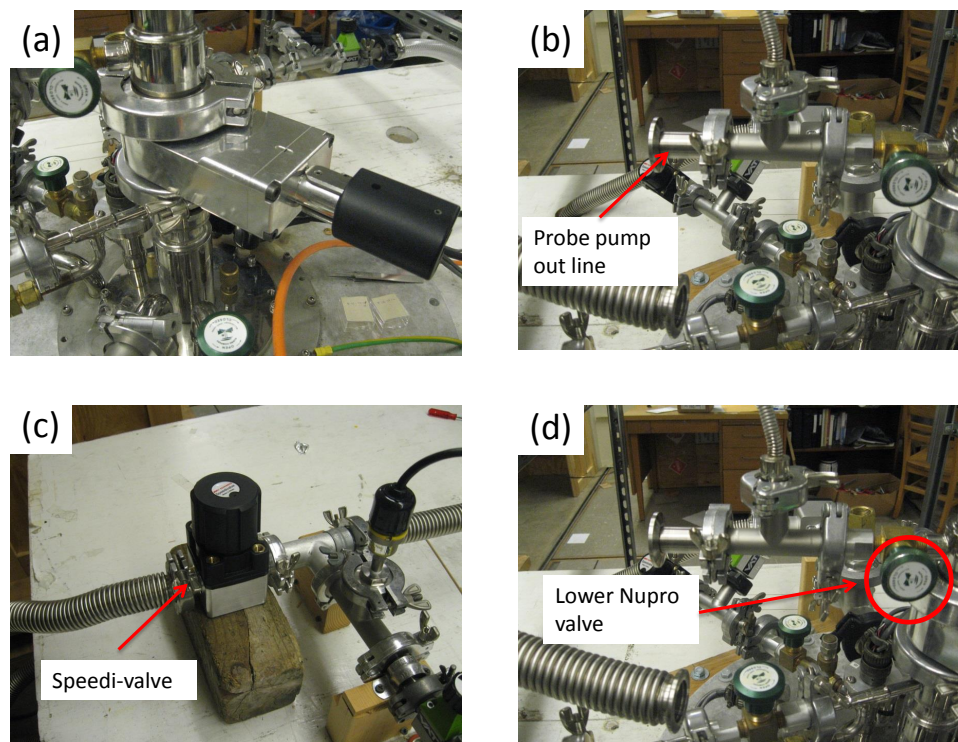 (a)
(b)
Probe pump
out line
(c)
Speedi-valve
(d)
Lower Nupro
valve